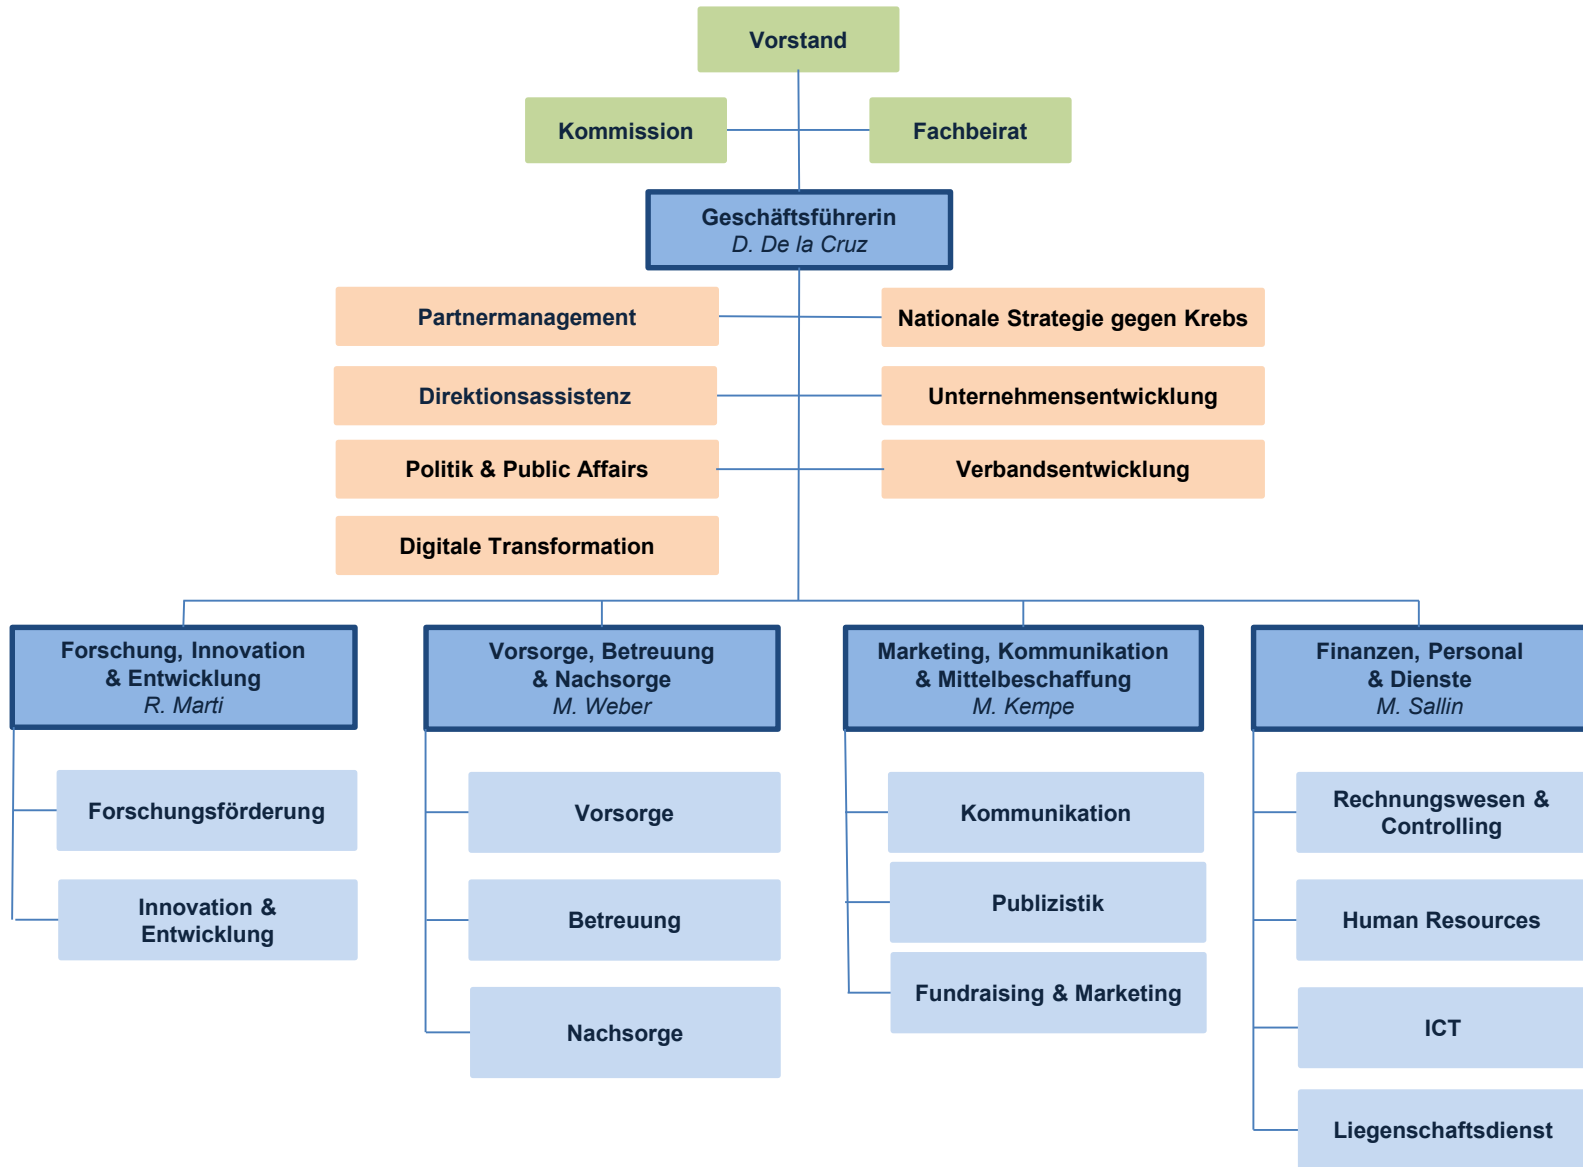 Vorstand
Kommission
Fachbeirat
Geschäftsführerin
D. De la Cruz
Partnermanagement
Nationale Strategie gegen Krebs
Direktionsassistenz
Unternehmensentwicklung
Politik & Public Affairs
Verbandsentwicklung
Digitale Transformation
Forschung, Innovation
& Entwicklung
R. Marti
Vorsorge, Betreuung
& Nachsorge
M. Weber
Marketing, Kommunikation
& Mittelbeschaffung
M. Kempe
Finanzen, Personal
& Dienste
M. Sallin
Forschungsförderung
Innovation &
Entwicklung
Vorsorge
Betreuung
Nachsorge
Kommunikation
Publizistik
Fundraising & Marketing
Rechnungswesen &
Controlling
Human Resources
ICT
Liegenschaftsdienst